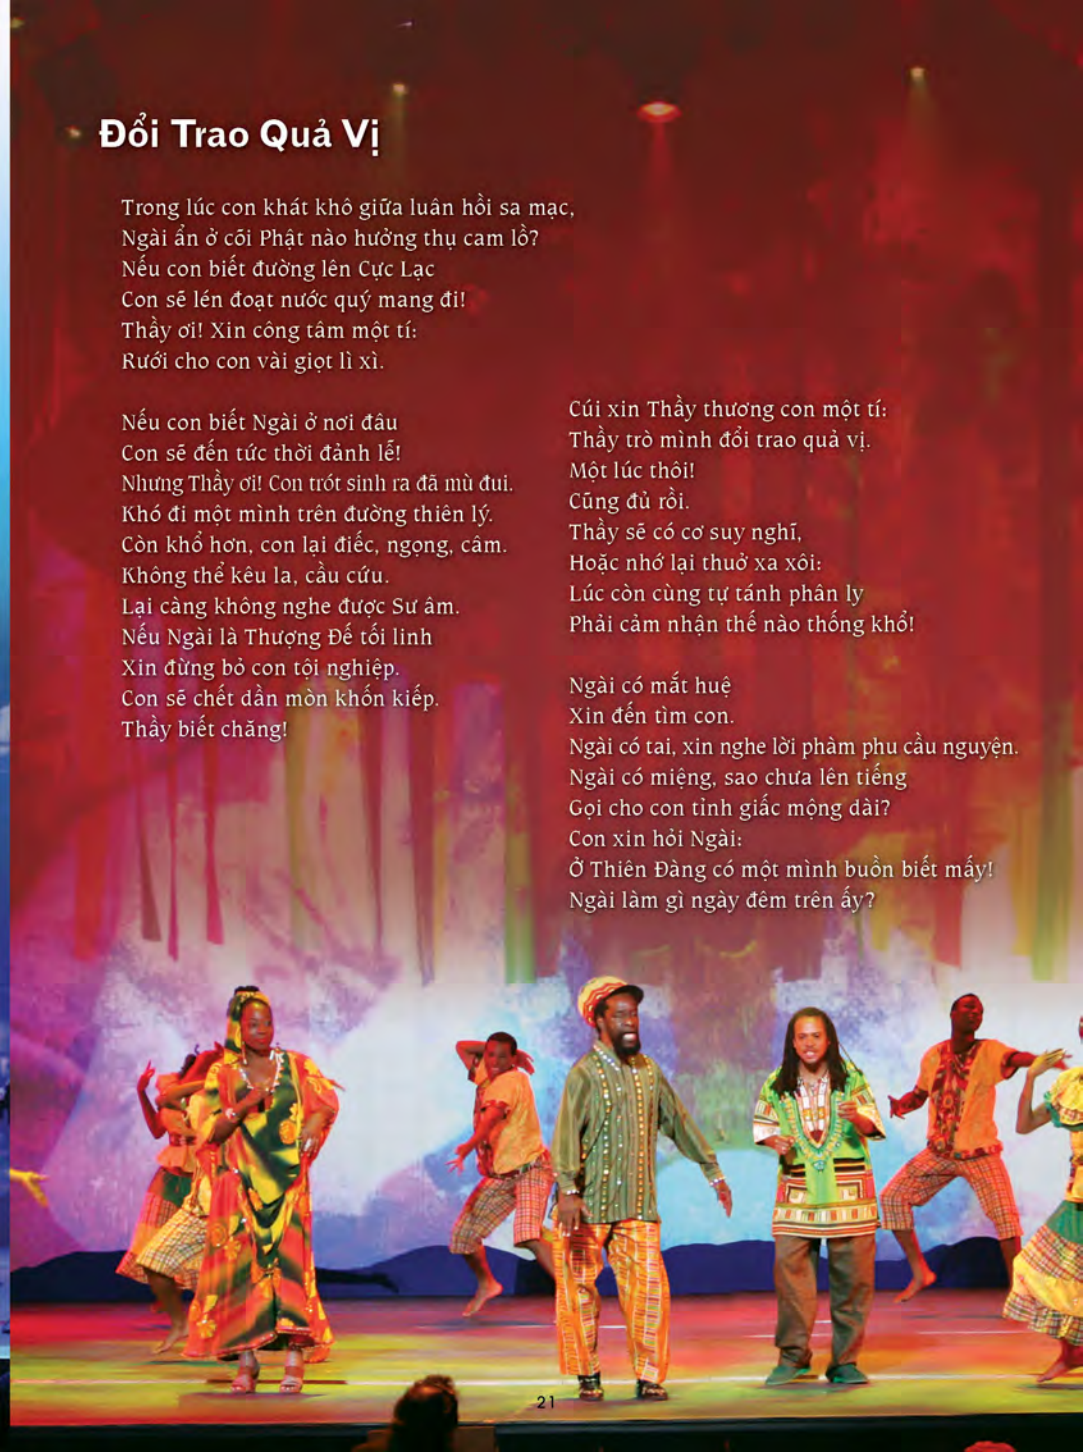 Đổi Trao Quả Vị
Trong lúc con khát khô giữa luân hồi sa mạc,
Ngài ẩn ở cõi Phật nào hưởng thụ cam lồ?
Nếu con biết đường lên Cực Lạc
Con sẽ lén đoạt nước quý mang đi!
Thầy ơi! Xin công tâm một tí:
Rưới cho con vài giọt lì xì.
Nếu con biết Ngài ở nơi đâu
Con sẽ đến tức thời đảnh lễ!
Nhưng Thầy ơi! Con trót sinh ra đã mù đui.
Khó đi một mình trên đường thiên lý.
Còn khổ hơn, con lại điếc, ngọng, câm.
Không thể kêu la, cầu cứu.
Lại càng không nghe được Sư âm.
Nếu Ngài là Thượng Đế tối linh
Xin đừng bỏ con tội nghiệp.
Con sẽ chết dần mòn khốn kiếp.
Thầy biết chăng!
Cúi xin Thầy thương con một tí:
Thầy trò mình đổi trao quả vị.
Một lúc thôi!
Cũng đủ rồi.
Thầy sẽ có cơ suy nghĩ,
Hoặc nhớ lại thuở xa xôi:
Lúc còn cùng tự tánh phân ly
Phải cảm nhận thế nào thống khổ!
Ngài có mắt huệ
Xin đến tìm con.
Ngài có tai, xin nghe lời phàm phu cầu nguyện.
Ngài có miệng, sao chưa lên tiếng
Gọi cho con tỉnh giấc mộng dài?
Con xin hỏi Ngài:
Ở Thiên Đàng có một mình buồn biết mấy!
Ngài làm gì ngày đêm trên ấy?
21